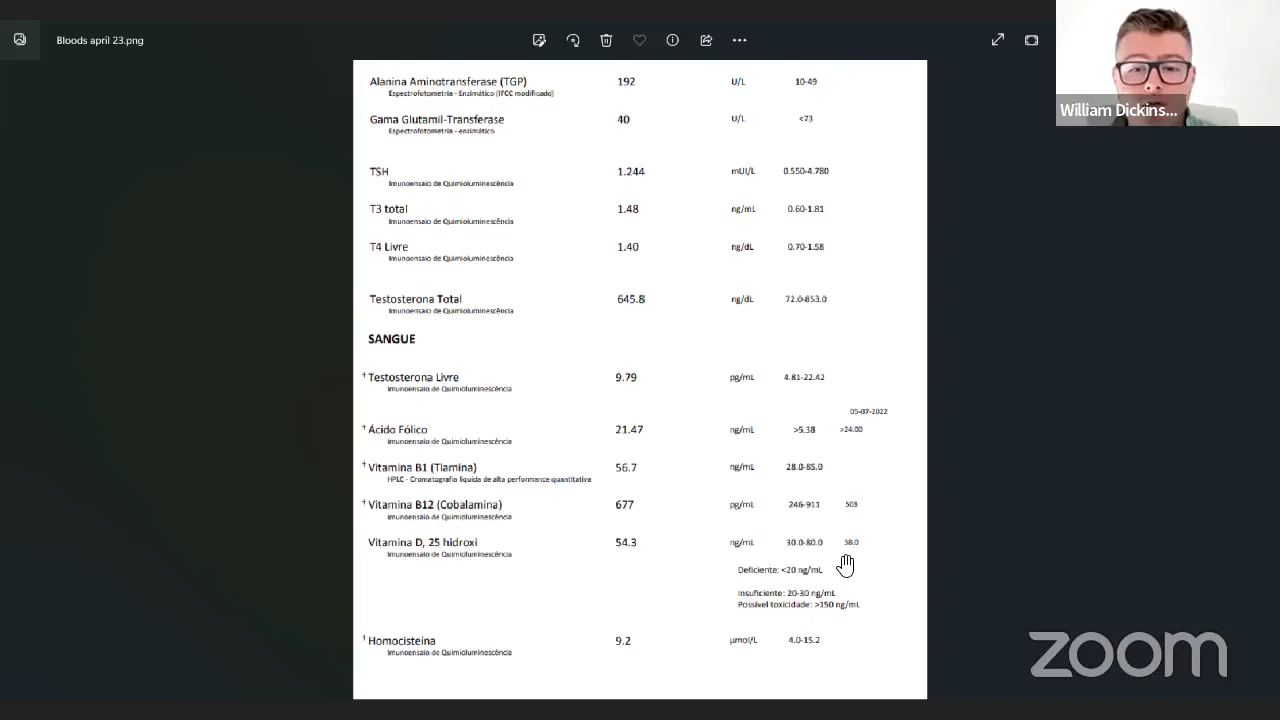 Bloods april 23.png
William Dickins...
Alanina Aminotransferase (TGP) 192 U/L 10-49
Espectrofotometria - Enzimático (IFCC modificado)
Gama Glutamil-Transferase 40 U/L <73
Espectrofotometria - enzimático
TSH 1.244 mUI/L 0.550-4.780
Imunoensaio de Quimioluminescência
T3 total 1.48 ng/mL 0.60-1.81
Imunoensaio de Quimioluminescência
T4 Livre 1.40 ng/dL 0.70-1.58
Imunoensaio de Quimioluminescência
Testosterona Total 645.8 ng/dL 72.0-853.0
Imunoensaio de Quimioluminescência
SANGUE
† Testosterona Livre 9.79 pg/mL 4.81-22.42
Imunoensaio de Quimioluminescência
05-07-2022
† Ácido Fólico 21.47 ng/mL >5.38 >24.00
Imunoensaio de Quimioluminescência
† Vitamina B1 (Tiamina) 56.7 ng/mL 28.0-85.0
HPLC - Cromatografia líquida de alta performance quantitativa
† Vitamina B12 (Cobalamina) 677 pg/mL 246-911 503
Imunoensaio de Quimioluminescência
Vitamina D, 25 hidroxi 54.3 ng/mL 30.0-80.0 38.0
Imunoensaio de Quimioluminescência
Deficiente: <20 ng/mL
Insuficiente: 20-30 ng/mL
Possível toxicidade: >150 ng/mL
† Homocisteína 9.2 µmol/L 4.0-15.2
Imunoensaio de Quimioluminescência
zoom